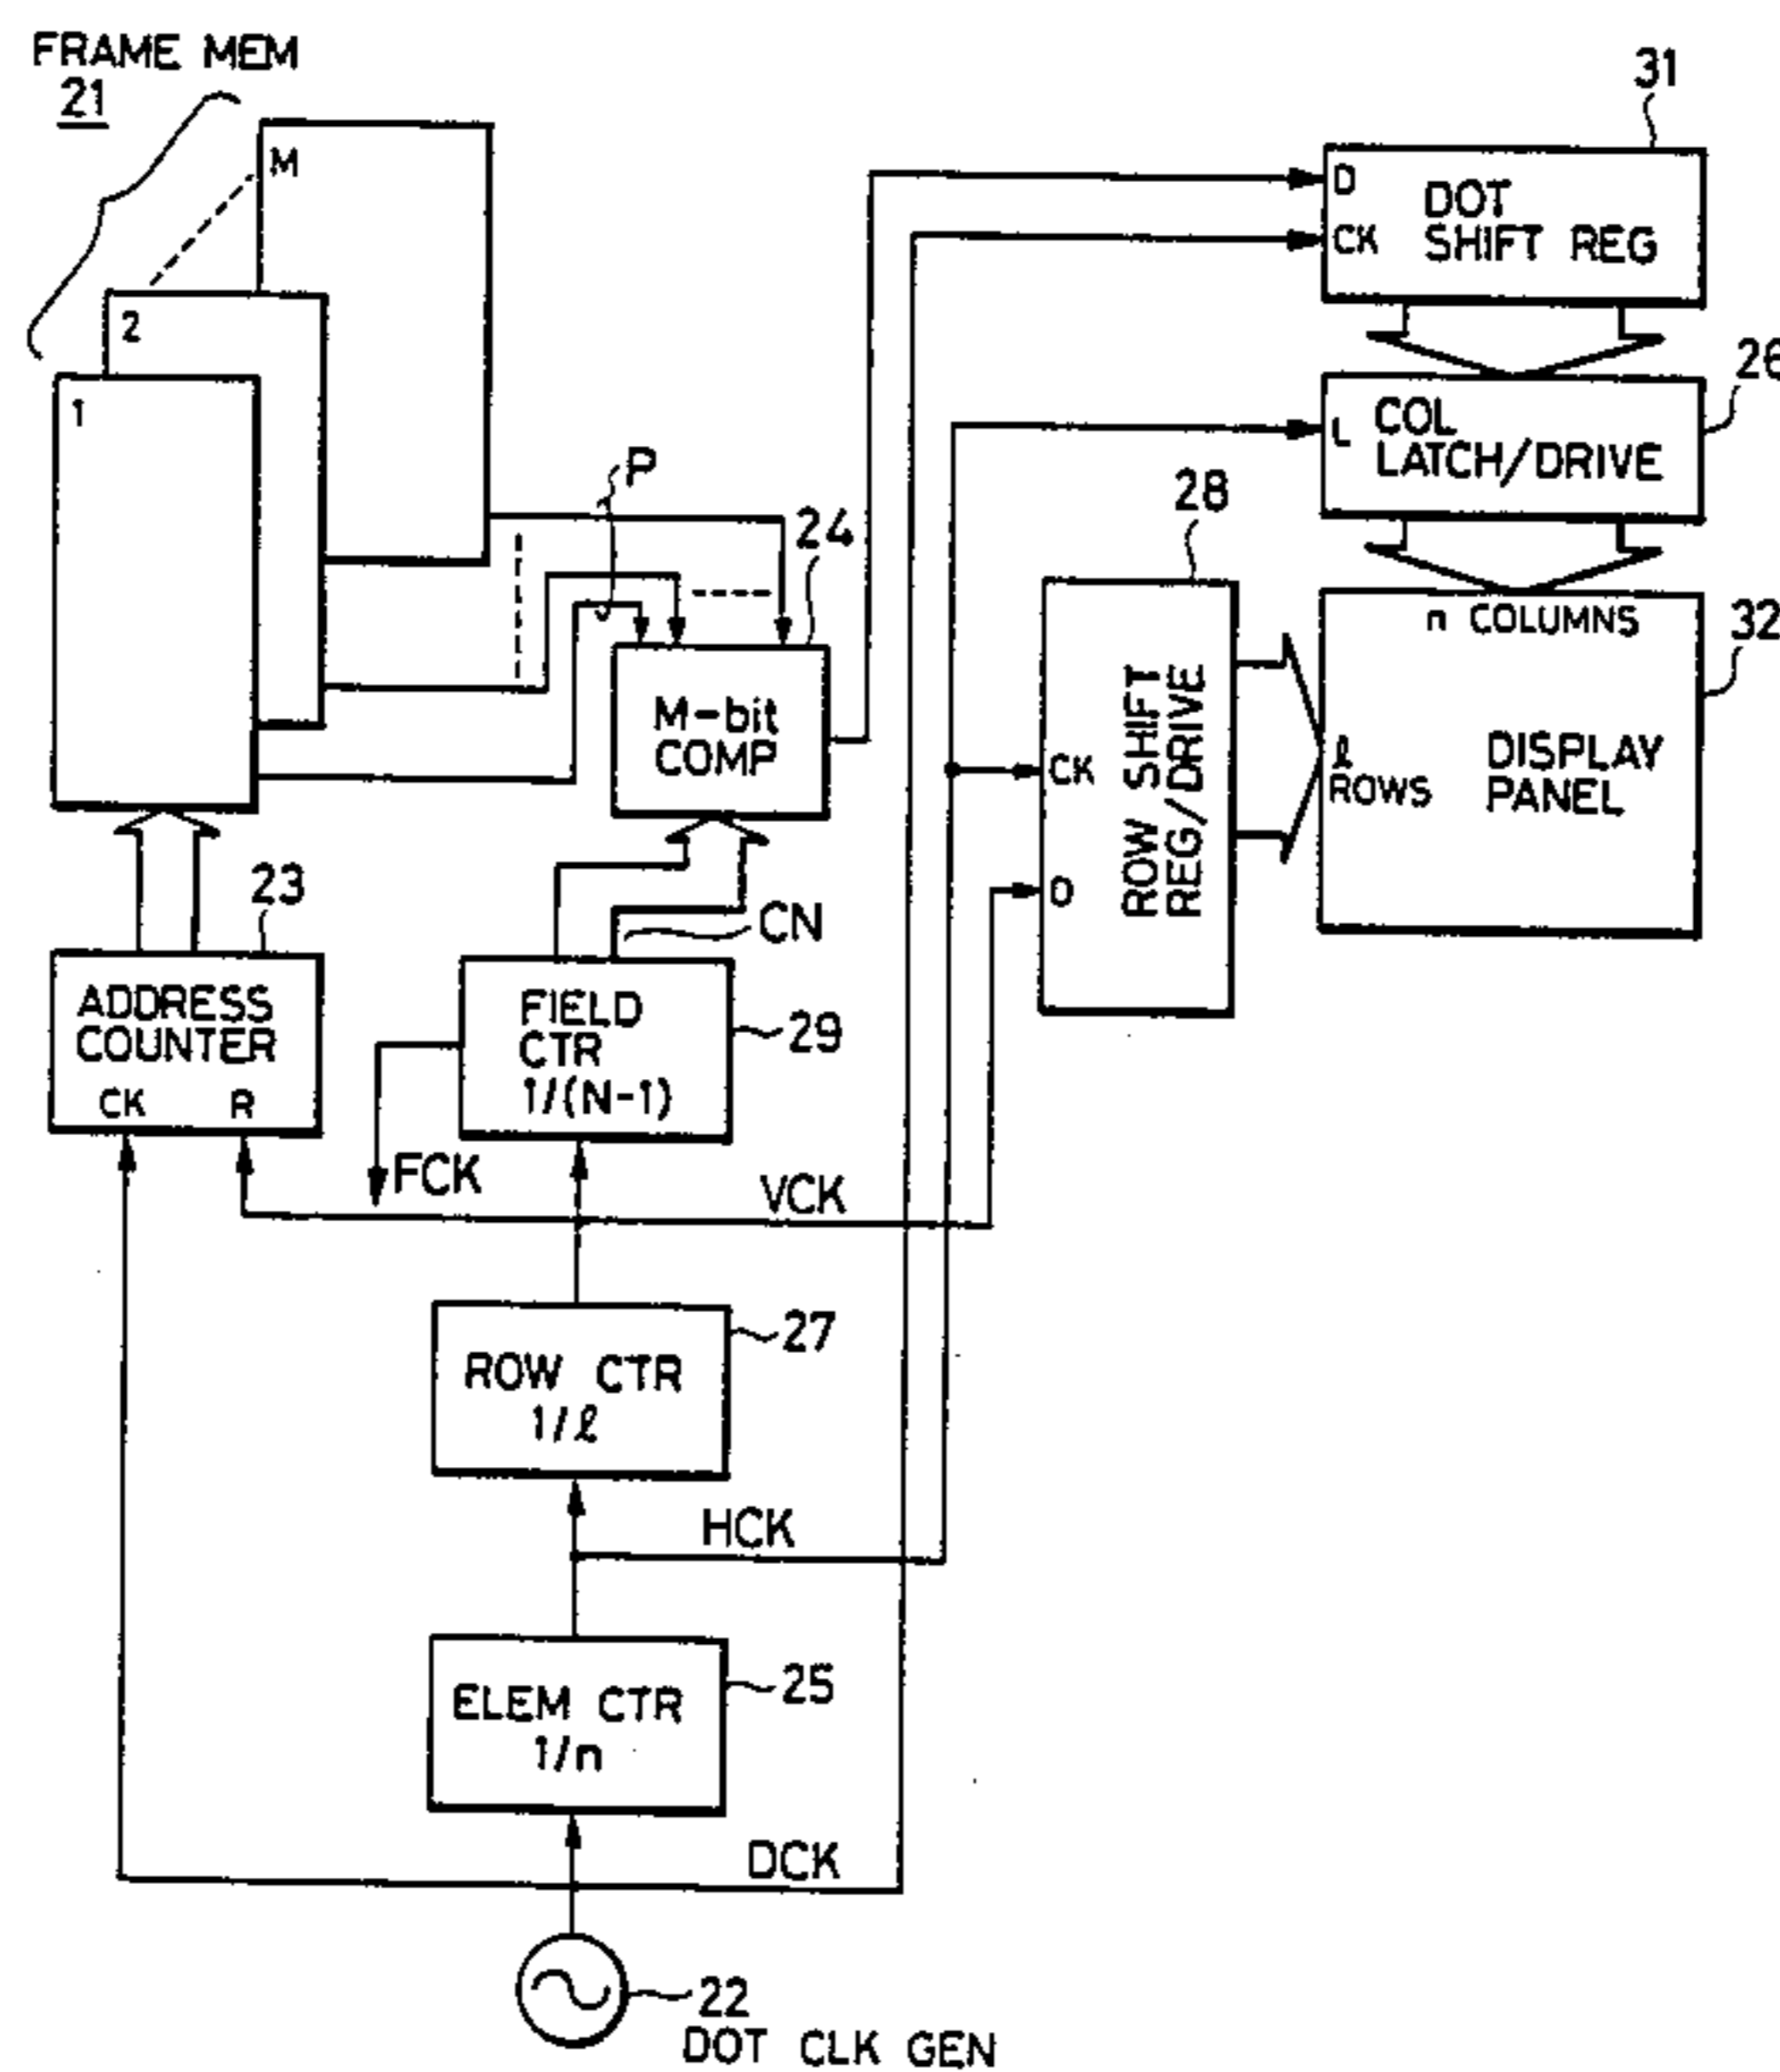 FRAME MEM
21
M
2
1
P
24
M-bit
COMP
31
D
CK
DOT
SHIFT REG
26
L
COL
LATCH/DRIVE
28
CK
D
ROW SHIFT
REG/DRIVE
n COLUMNS
32
ℓ
ROWS
DISPLAY
PANEL
23
ADDRESS
COUNTER
CK R
CN
FIELD
CTR
1/(N-1)
29
FCK
VCK
27
ROW CTR
1/ℓ
HCK
25
ELEM CTR
1/n
DCK
22
DOT CLK GEN